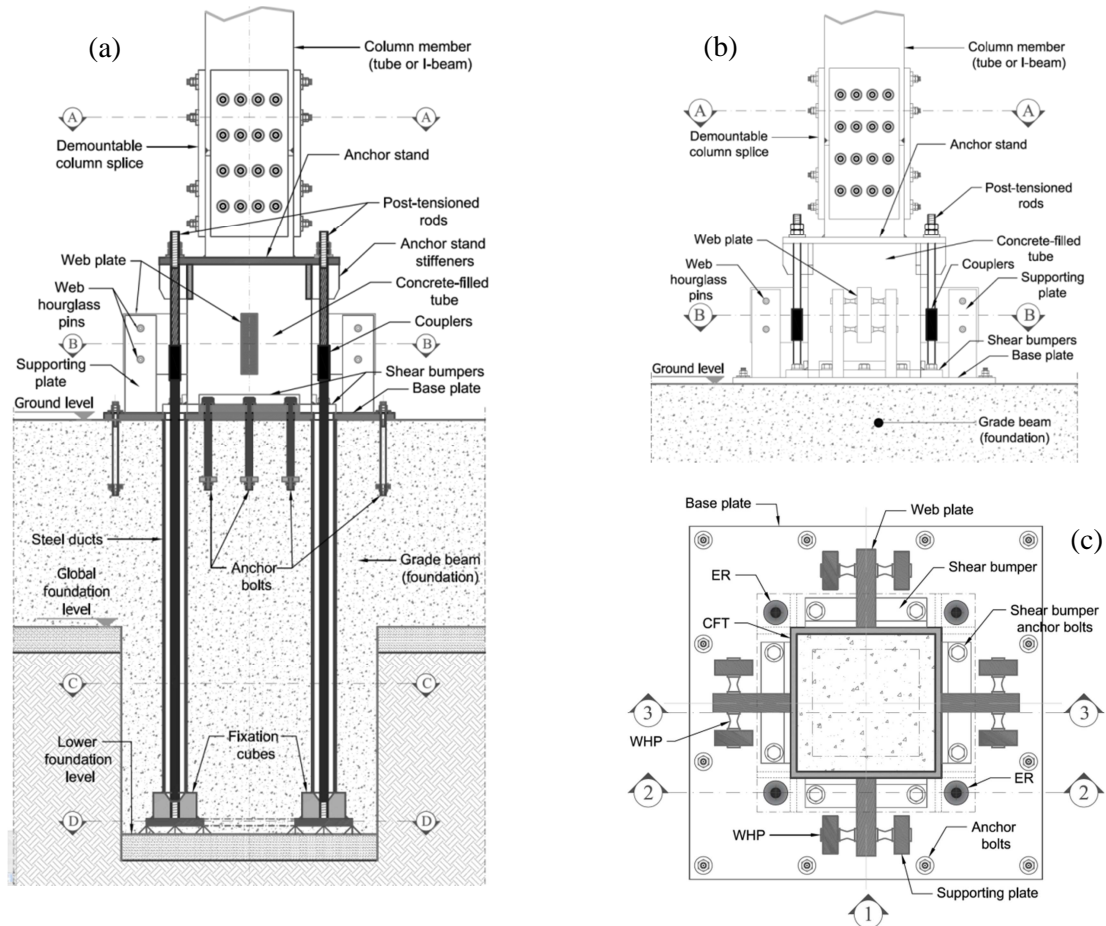 (a)
Column member
(tube or I-beam)
A
A
Demountable
column splice
Anchor stand
Post-tensioned
rods
Anchor stand
stiffeners
Web plate
Concrete-filled
tube
Web
hourglass
pins
Couplers
B
B
Supporting
plate
Shear bumpers
Base plate
Ground level
Steel ducts
Anchor
bolts
Grade beam
(foundation)
Global
foundation
level
C
C
Lower
foundation
level
Fixation
cubes
D
D
(b)
Column member
(tube or I-beam)
A
A
Demountable
column splice
Anchor stand
Post-tensioned
rods
Web plate
Concrete-filled
tube
Web
hourglass
pins
Couplers
Supporting
plate
B
B
Shear bumpers
Base plate
Ground level
Grade beam
(foundation)
(c)
Base plate
Web plate
ER
Shear bumper
CFT
Shear bumper
anchor bolts
3
3
WHP
2
2
ER
WHP
Anchor
bolts
Supporting plate
1